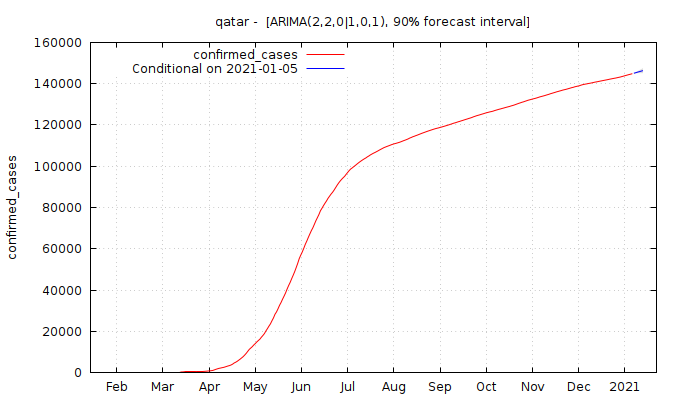 qatar - [ARIMA(2,2,0|1,0,1), 90% forecast interval]
160000
confirmed_cases
Conditional on 2021-01-05
140000
120000
100000
80000
60000
40000
20000
0
confirmed_cases
Feb Mar Apr May Jun Jul Aug Sep Oct Nov Dec 2021